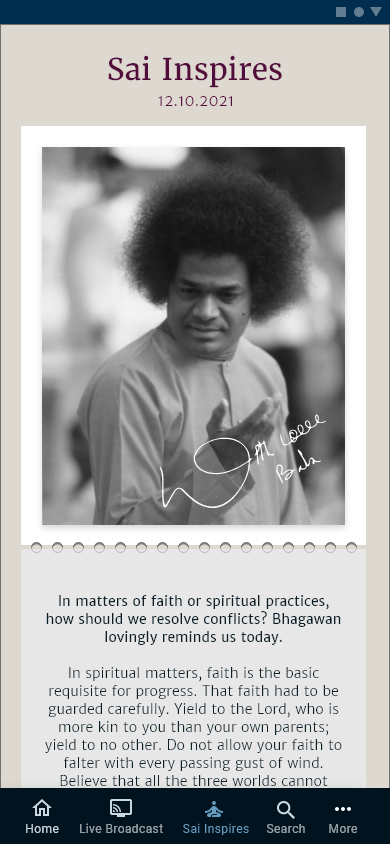 Sai Inspires
12.10.2021
With Love
Baba
In matters of faith or spiritual practices,
how should we resolve conflicts? Bhagawan
lovingly reminds us today.
In spiritual matters, faith is the basic
requisite for progress. That faith had to be
guarded carefully. Yield to the Lord, who is
more kin to you than your own parents;
yield to no other. Do not allow your faith to
falter with every passing gust of wind.
Believe that all the three worlds cannot
Home Live Broadcast Sai Inspires Search More